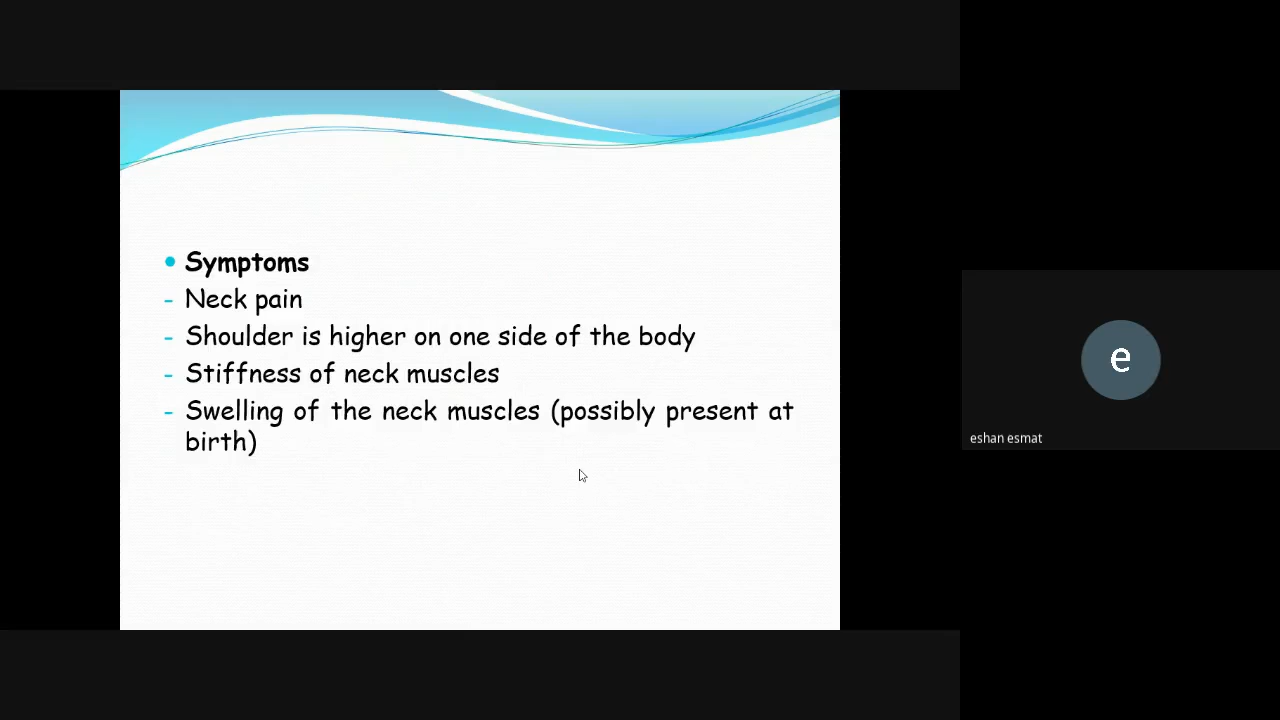 Symptoms
- Neck pain
- Shoulder is higher on one side of the body
- Stiffness of neck muscles
- Swelling of the neck muscles (possibly present at
birth)
e
eshan esmat